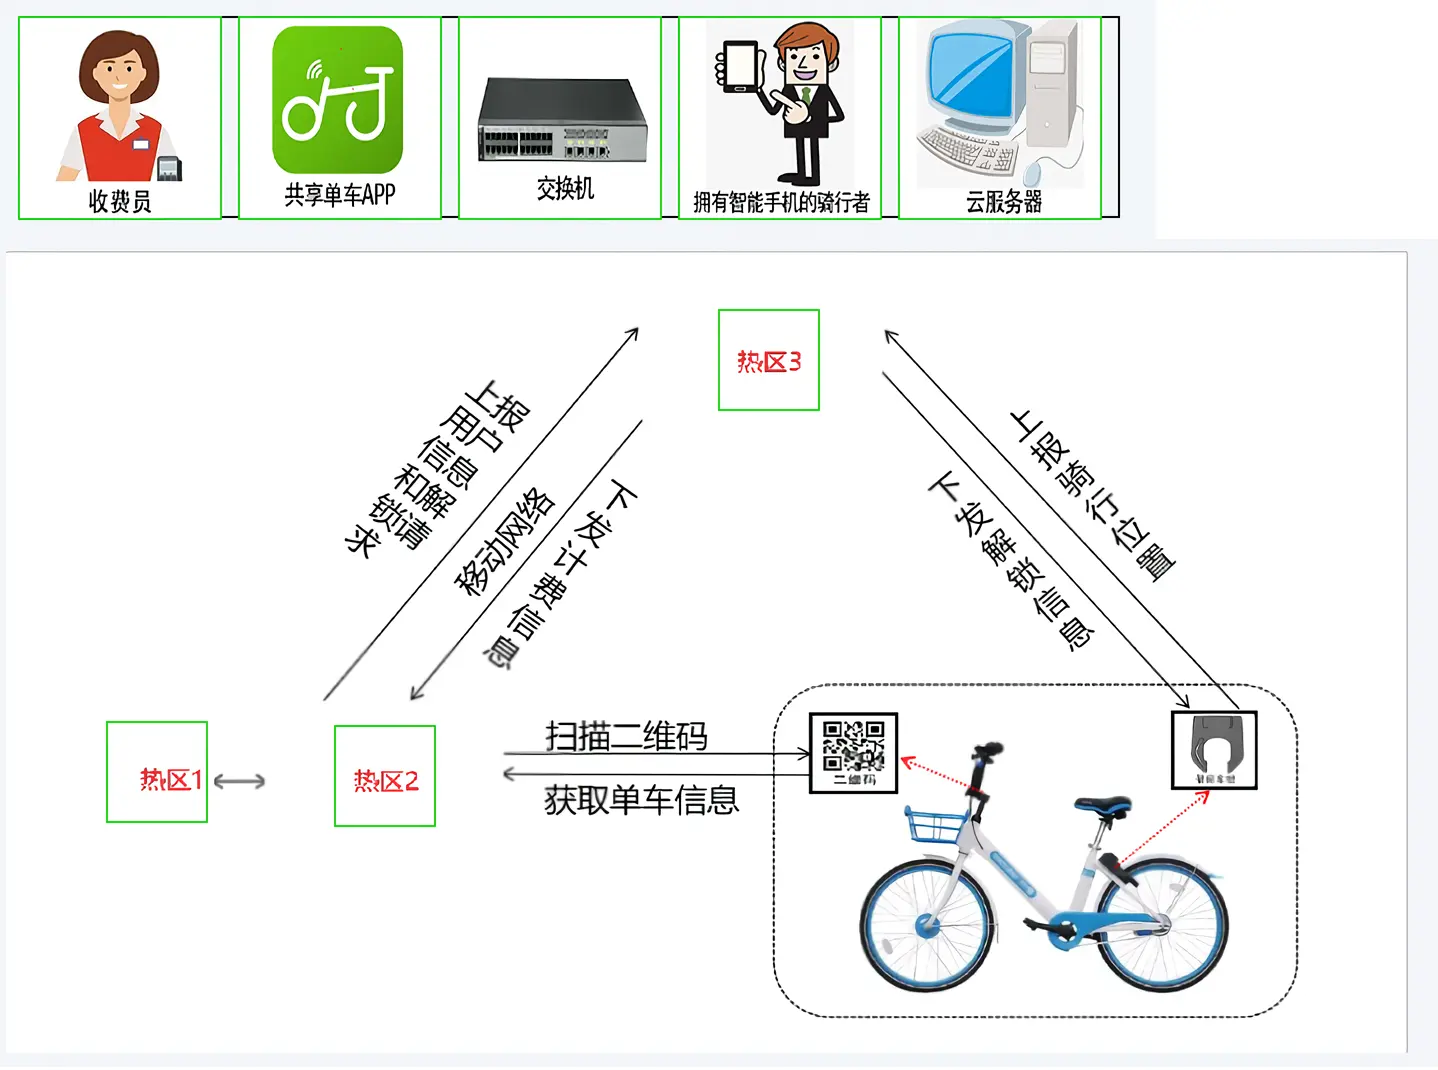 收费员
共享单车APP
交换机
拥有智能手机的骑行者
云服务器
热区3
上报
用户
信息
和解
锁请
求
移动网络
下发计费信息
下发解锁信息
上报骑行位置
热区1
热区2
扫描二维码
获取单车信息
二维码